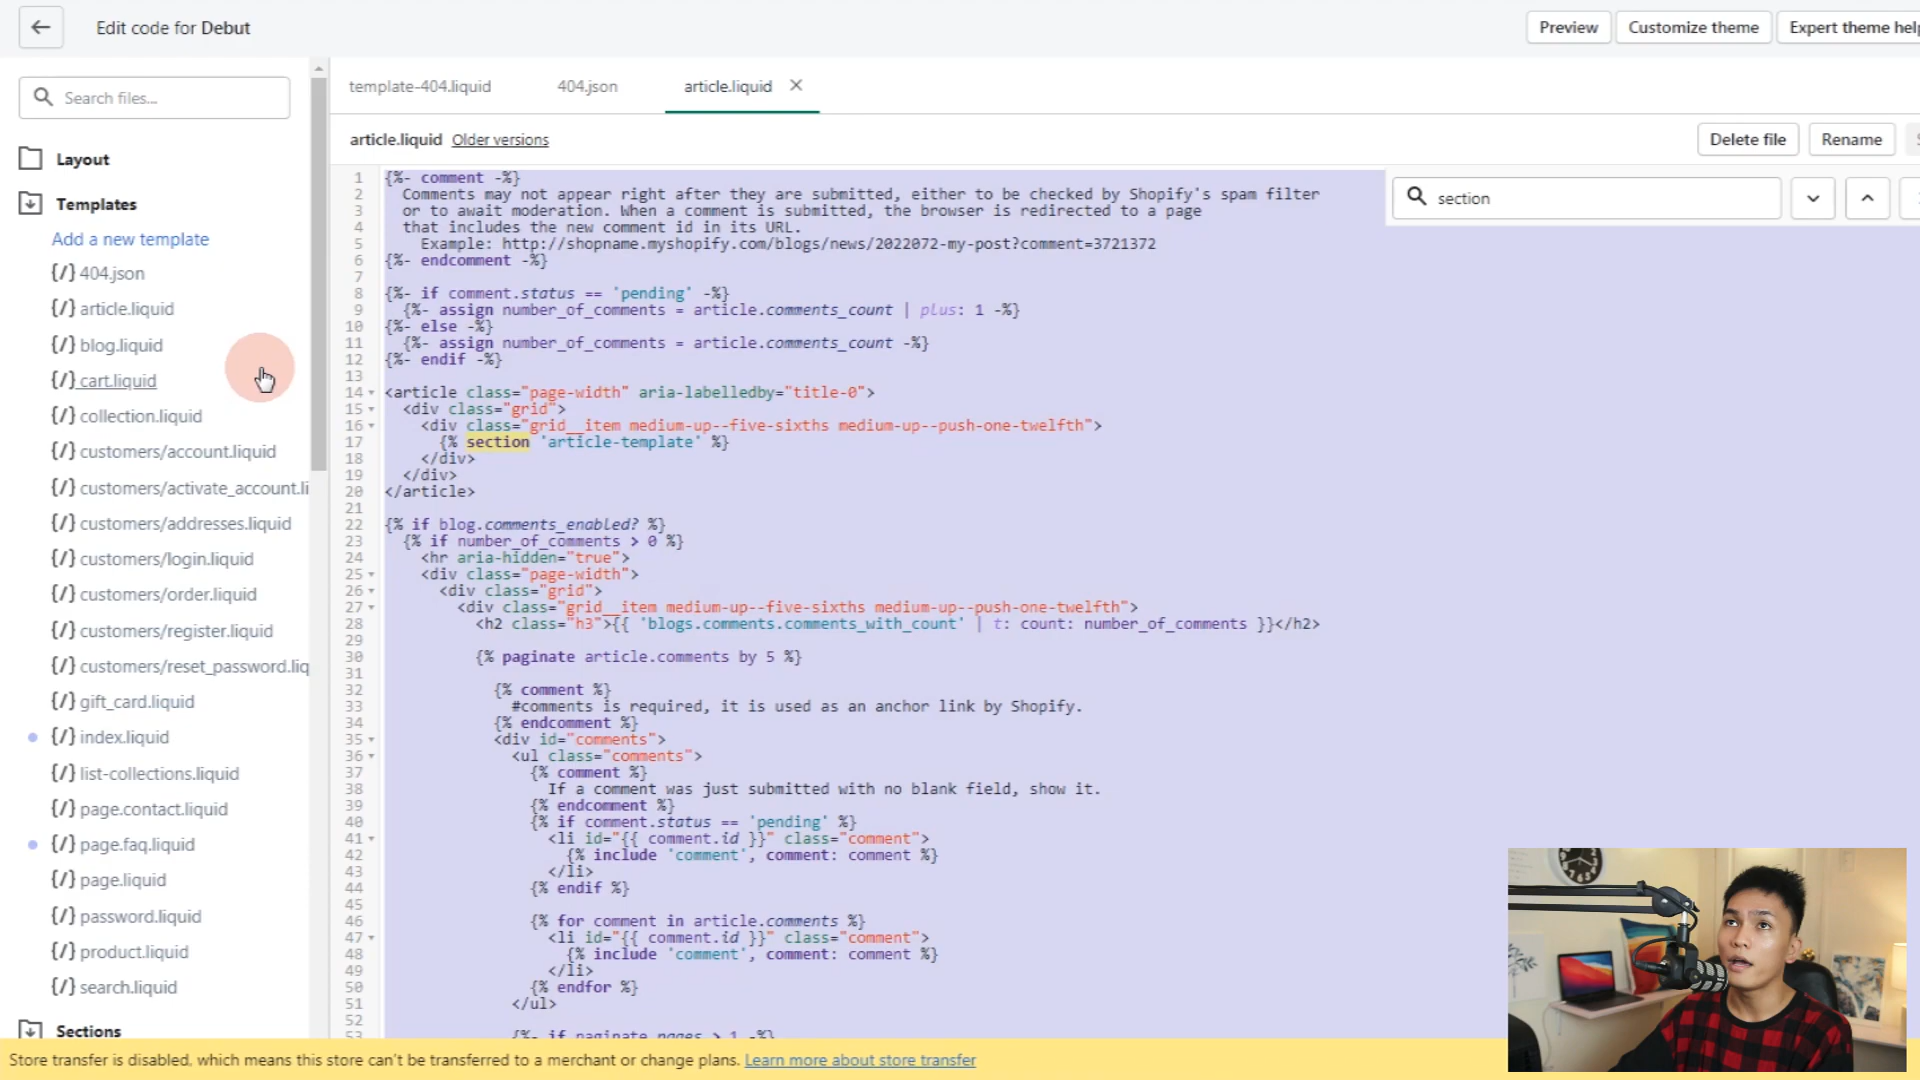 Edit code for Debut
Preview
Customize theme
Expert theme help
Search files...
Layout
Templates
Add a new template
{/} 404.json
{/} article.liquid
{/} blog.liquid
{/} cart.liquid
{/} collection.liquid
{/} customers/account.liquid
{/} customers/activate_account.li
{/} customers/addresses.liquid
{/} customers/login.liquid
{/} customers/order.liquid
{/} customers/register.liquid
{/} customers/reset_password.liq
{/} gift_card.liquid
{/} index.liquid
{/} list-collections.liquid
{/} page.contact.liquid
{/} page.faq.liquid
{/} page.liquid
{/} password.liquid
{/} product.liquid
{/} search.liquid
Sections
template-404.liquid
404.json
article.liquid
article.liquid Older versions
Delete file
Rename
section
1 {%- comment -%}
2 Comments may not appear right after they are submitted, either to be checked by Shopify's spam filter
3 or to await moderation. When a comment is submitted, the browser is redirected to a page
4 that includes the new comment id in its URL.
5 Example: http://shopname.myshopify.com/blogs/news/2022072-my-post?comment=3721372
6 {%- endcomment -%}
7
8 {%- if comment.status == 'pending' -%}
9 {%- assign number_of_comments = article.comments_count | plus: 1 -%}
10 {%- else -%}
11 {%- assign number_of_comments = article.comments_count -%}
12 {%- endif -%}
13
14 <article class="page-width" aria-labelledby="title-0">
15 <div class="grid">
16 <div class="grid__item medium-up--five-sixths medium-up--push-one-twelfth">
17 {% section 'article-template' %}
18 </div>
19 </div>
20 </article>
21
22 {% if blog.comments_enabled? %}
23 {% if number_of_comments > 0 %}
24 <hr aria-hidden="true">
25 <div class="page-width">
26 <div class="grid">
27 <div class="grid__item medium-up--five-sixths medium-up--push-one-twelfth">
28 <h2 class="h3">{{ 'blogs.comments.comments_with_count' | t: count: number_of_comments }}</h2>
29
30 {% paginate article.comments by 5 %}
31
32 {% comment %}
33 #comments is required, it is used as an anchor link by Shopify.
34 {% endcomment %}
35 <div id="comments">
36 <ul class="comments">
37 {% comment %}
38 If a comment was just submitted with no blank field, show it.
39 {% endcomment %}
40 {% if comment.status == 'pending' %}
41 <li id="{{ comment.id }}" class="comment">
42 {% include 'comment', comment: comment %}
43 </li>
44 {% endif %}
45
46 {% for comment in article.comments %}
47 <li id="{{ comment.id }}" class="comment">
48 {% include 'comment', comment: comment %}
49 </li>
50 {% endfor %}
51 </ul>
52
53 {%- if paginate.pages > 1 -%}
Store transfer is disabled, which means this store can't be transferred to a merchant or change plans. Learn more about store transfer